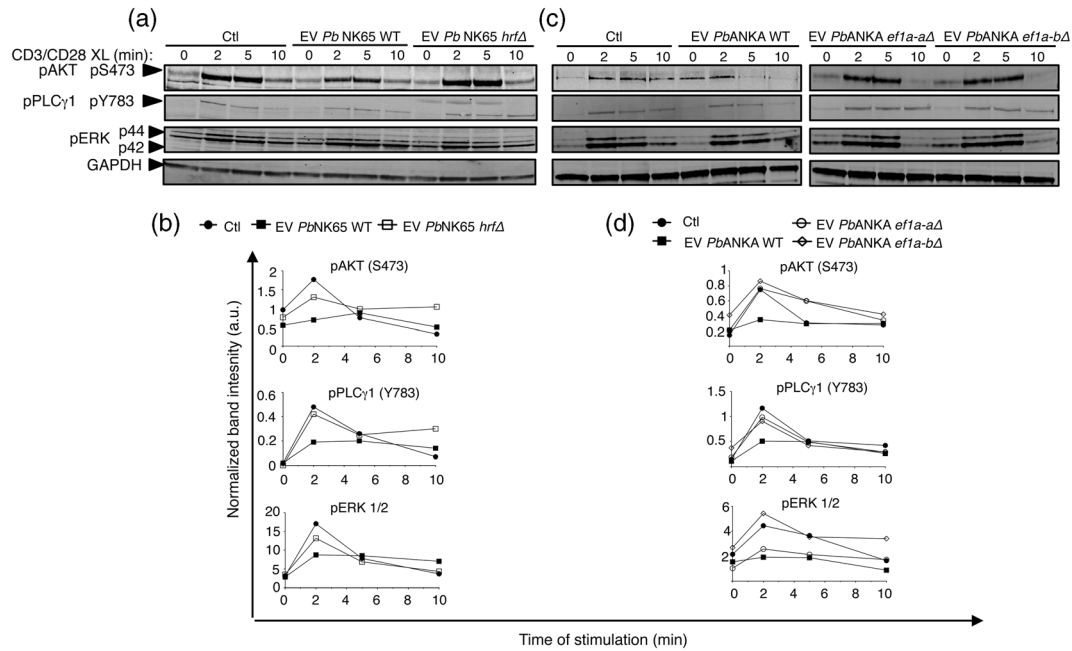 (a)
Ctl EV Pb NK65 WT EV Pb NK65 hrfΔ
CD3/CD28 XL (min): 0 2 5 10 0 2 5 10 0 2 5 10
pAKT pS473
pPLCγ1 pY783
pERK p44
p42
GAPDH
(c)
Ctl EV PbANKA WT EV PbANKA ef1a-aΔ EV PbANKA ef1a-bΔ
0 2 5 10 0 2 5 10 0 2 5 10 0 2 5 10
(b)
Ctl EV PbNK65 WT EV PbNK65 hrfΔ
Normalized band intesnity (a.u.)
pAKT (S473)
2
1.5
1
0.5
0
0 2 4 6 8 10
pPLCγ1 (Y783)
0.6
0.4
0.2
0
0 2 4 6 8 10
pERK 1/2
20
15
10
5
0
0 2 4 6 8 10
(d)
Ctl EV PbANKA ef1a-aΔ
EV PbANKA WT EV PbANKA ef1a-bΔ
pAKT (S473)
1
0.8
0.6
0.4
0.2
0 2 4 6 8 10
pPLCγ1 (Y783)
1.5
1
0.5
0 2 4 6 8 10
pERK 1/2
6
4
2
0 2 4 6 8 10
Time of stimulation (min)